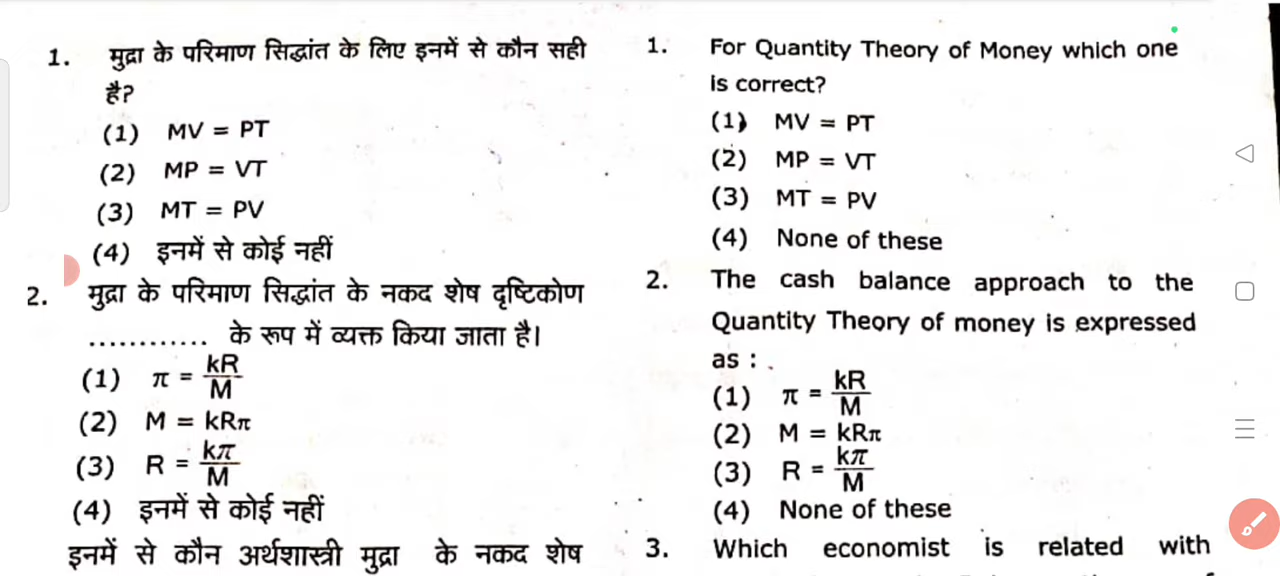 1. मुद्रा के परिमाण सिद्धांत के लिए इनमें से कौन सही
है?
(1) MV = PT
(2) MP = VT
(3) MT = PV
(4) इनमें से कोई नहीं
2. मुद्रा के परिमाण सिद्धांत के नकद शेष दृष्टिकोण
............ के रूप में व्यक्त किया जाता है।
(1) π = kR/M
(2) M = kRπ
(3) R = kπ/M
(4) इनमें से कोई नहीं
इनमें से कौन अर्थशास्त्री मुद्रा के नकद शेष
1. For Quantity Theory of Money which one
is correct?
(1) MV = PT
(2) MP = VT
(3) MT = PV
(4) None of these
2. The cash balance approach to the
Quantity Theory of money is expressed
as :
(1) π = kR/M
(2) M = kRπ
(3) R = kπ/M
(4) None of these
3. Which economist is related with